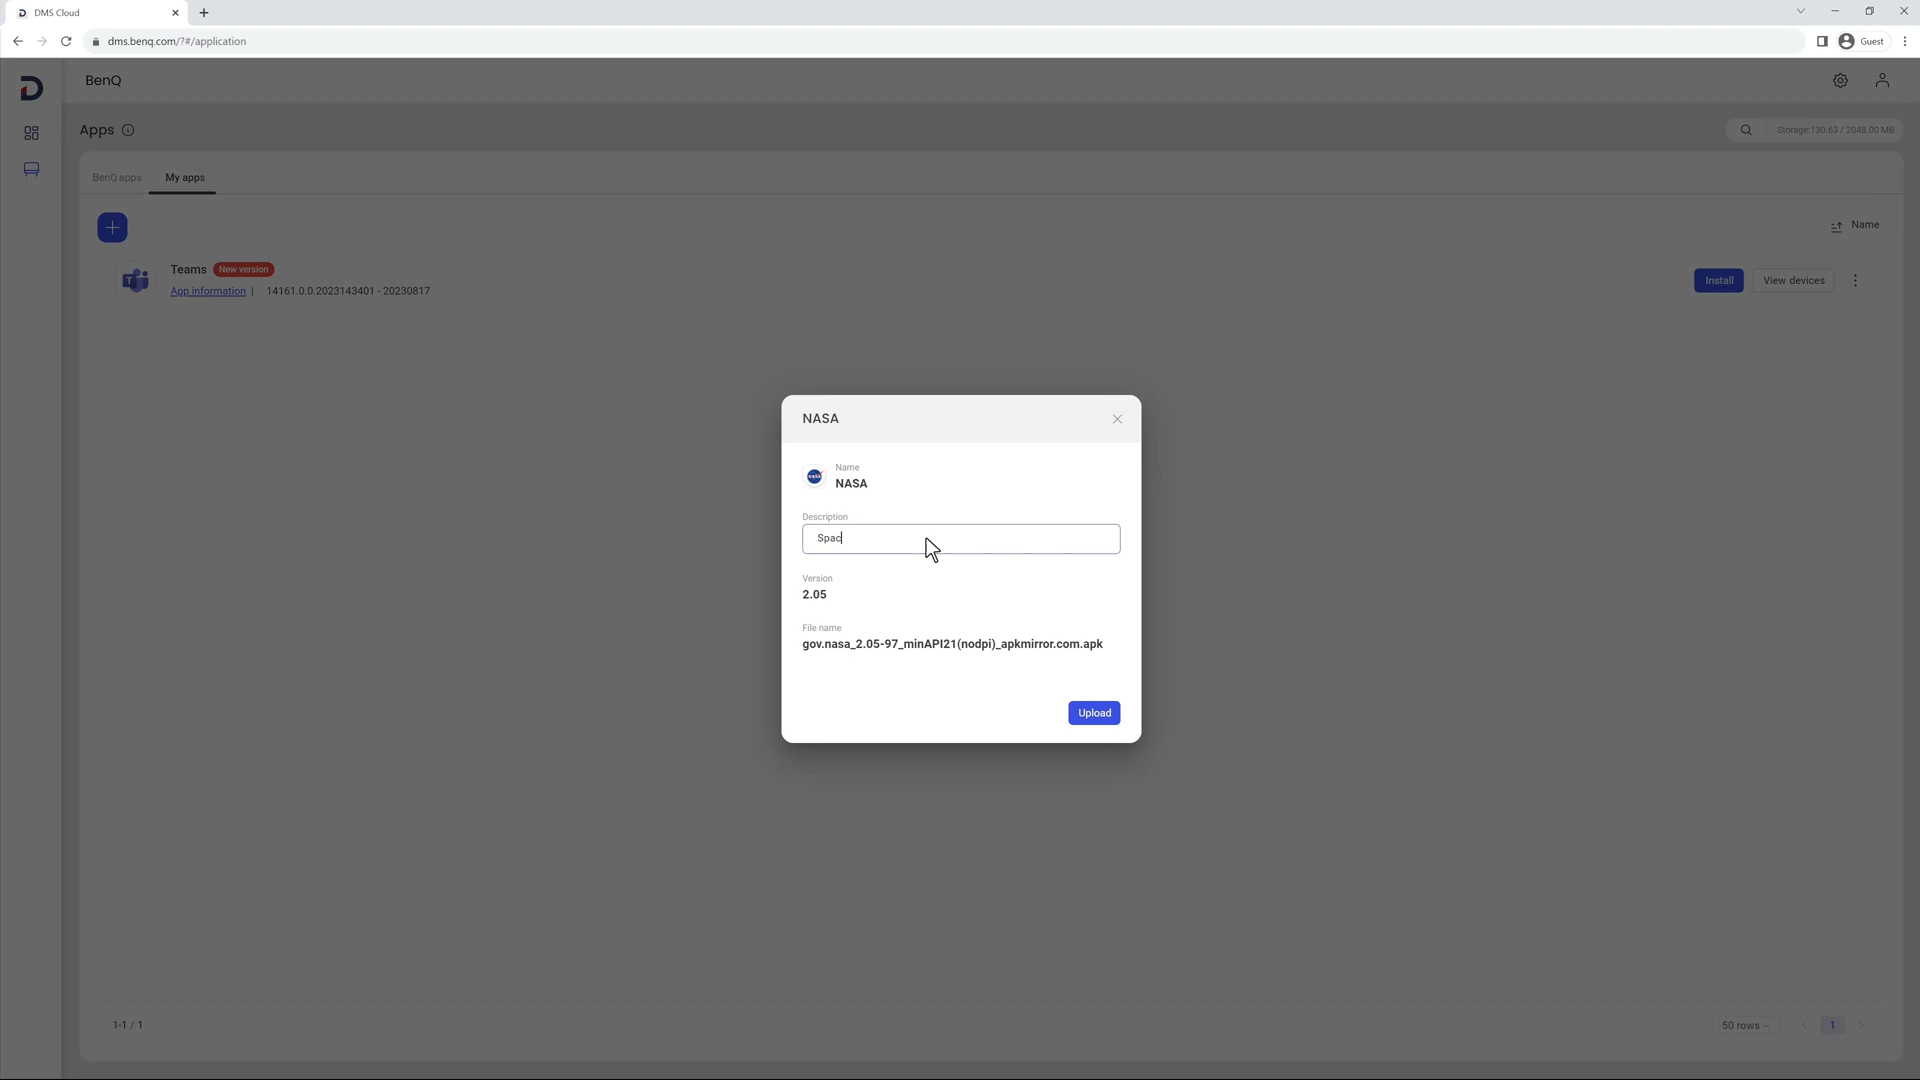 DMS Cloud
dms.benq.com/?#/application
Guest
BenQ
Apps
Storage:130.63 / 2048.00 MB
BenQ apps
My apps
Name
Teams New version
App information | 14161.0.0.2023143401 - 20230817
Install
View devices
NASA
NASA
Name
NASA
Description
Spac
Version
2.05
File name
gov.nasa_2.05-97_minAPI21(nodpi)_apkmirror.com.apk
Upload
1-1 / 1
50 rows
1